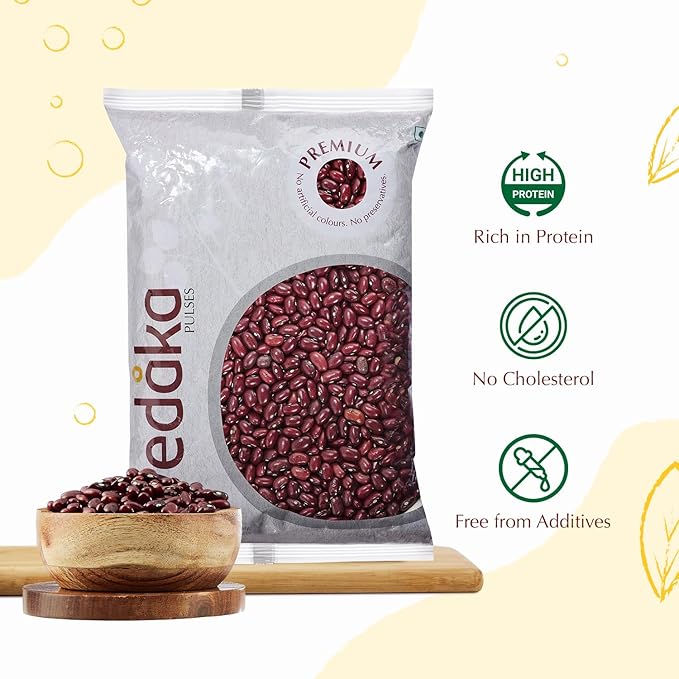 PREMIUM
No artificial colours. No preservatives.
edaka
PULSES
HIGH
PROTEIN
Rich in Protein
No Cholesterol
Free from Additives